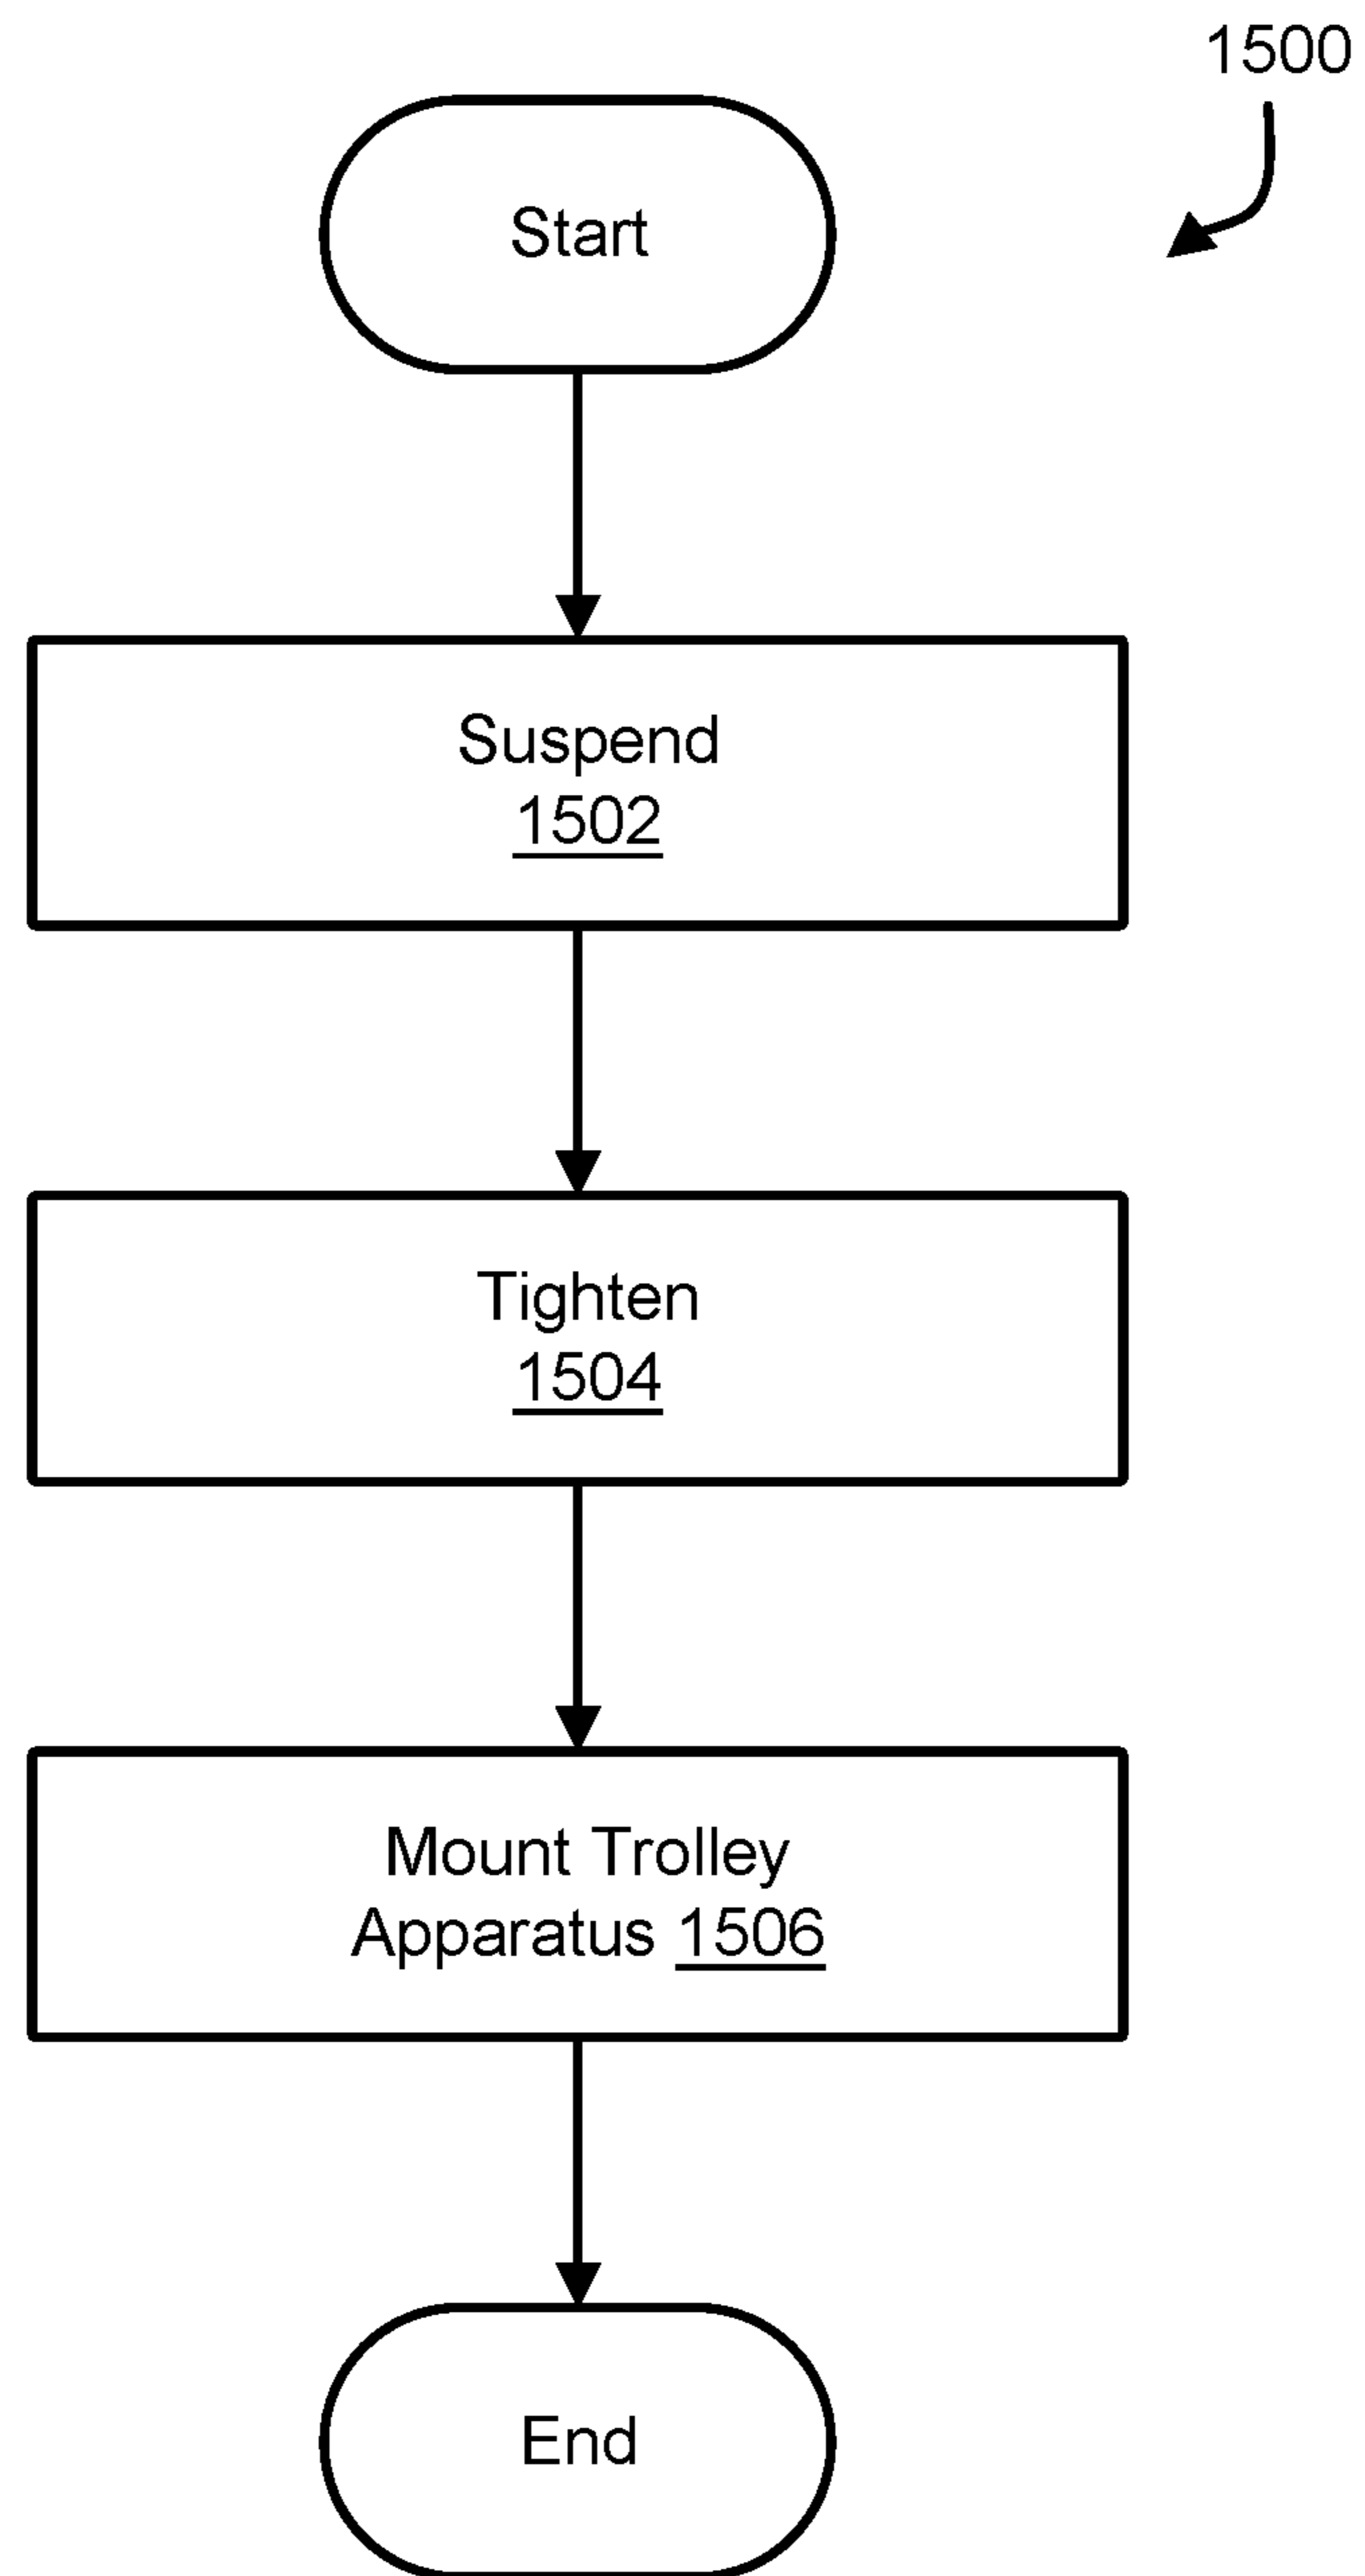 1500
Start
Suspend
1502
Tighten
1504
Mount Trolley
Apparatus 1506
End